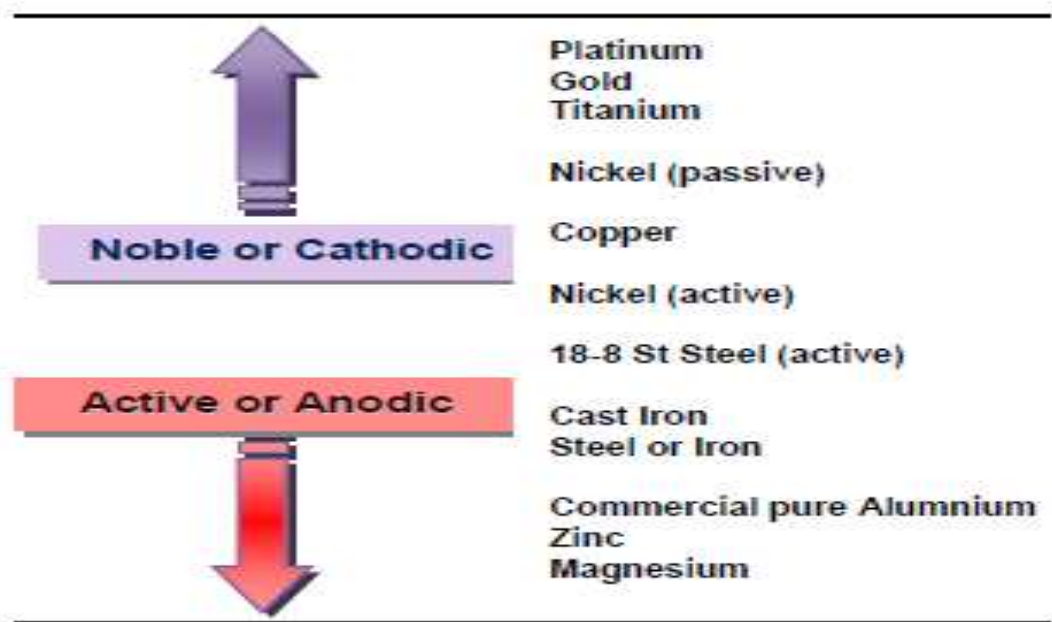 Platinum
Gold
Titanium
Nickel (passive)
Noble or Cathodic
Copper
Nickel (active)
18-8 St Steel (active)
Active or Anodic
Cast Iron
Steel or Iron
Commercial pure Alumnium
Zinc
Magnesium